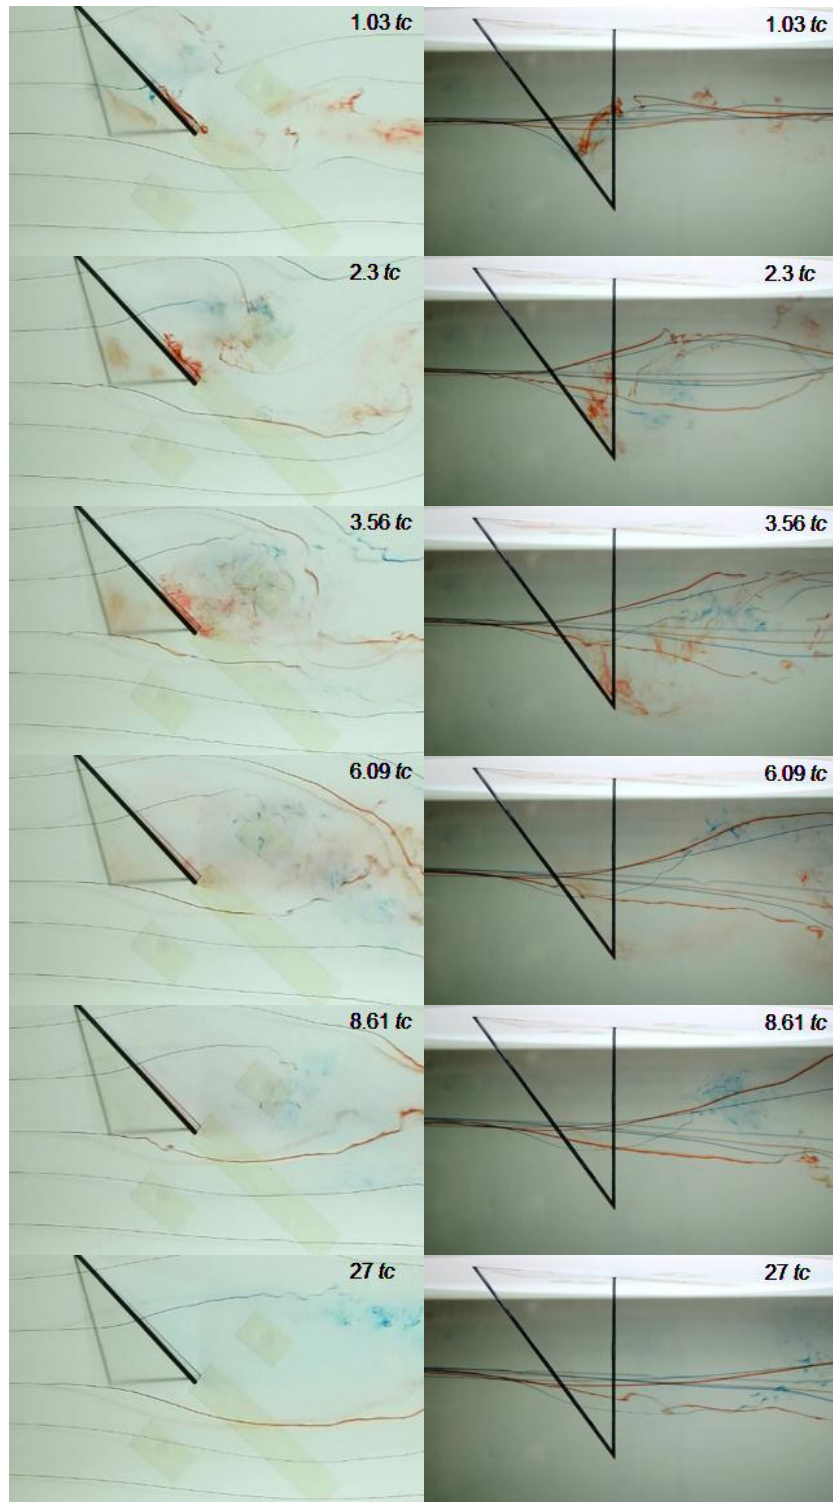 1.03 tc 1.03 tc
2.3 tc 2.3 tc
3.56 tc 3.56 tc
6.09 tc 6.09 tc
8.61 tc 8.61 tc
27 tc 27 tc